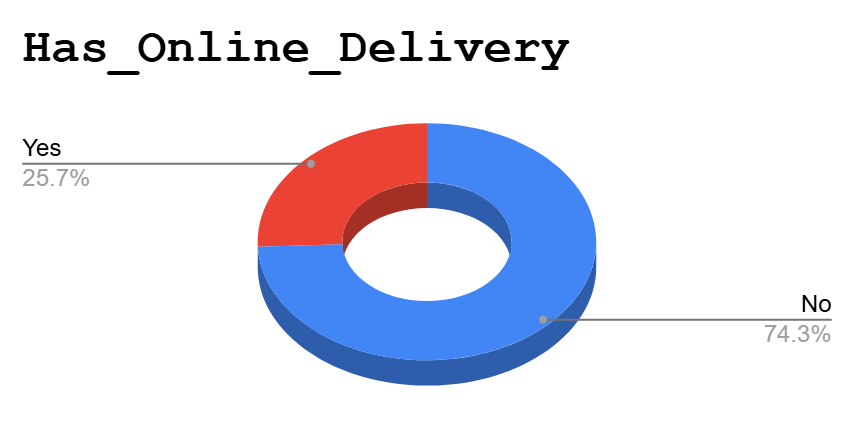 Has_Online_Delivery
Yes
25.7%
No
74.3%